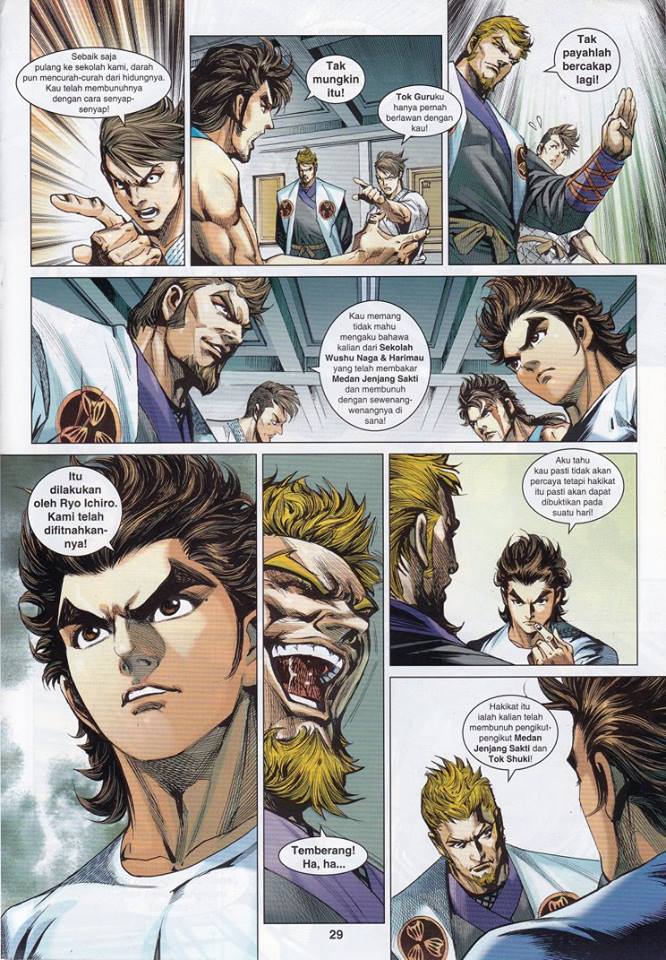 Sebaik saja
pulang ke sekolah kami, darah
pun mencurah-curah dari hidungnya.
Kau telah membunuhnya
dengan cara senyap-
senyap!
Tak
mungkin
itu!
Tok Guruku
hanya pernah
berlawan dengan
kau!
Tak
payahlah
bercakap
lagi!
Kau memang
tidak mahu
mengaku bahawa
kalian dari Sekolah
Wushu Naga & Harimau
yang telah membakar
Medan Jenjang Sakti
dan membunuh
dengan sewenang-
wenangnya di
sana!
Itu
dilakukan
oleh Ryo Ichiro.
Kami telah
difitnahkan-
nya!
Temberang!
Ha, ha...
Aku tahu
kau pasti tidak akan
percaya tetapi hakikat
itu pasti akan dapat
dibuktikan pada
suatu hari!
Hakikat itu
ialah kalian telah
membunuh pengikut-
pengikut Medan
Jenjang Sakti dan
Tok Shuki!
29